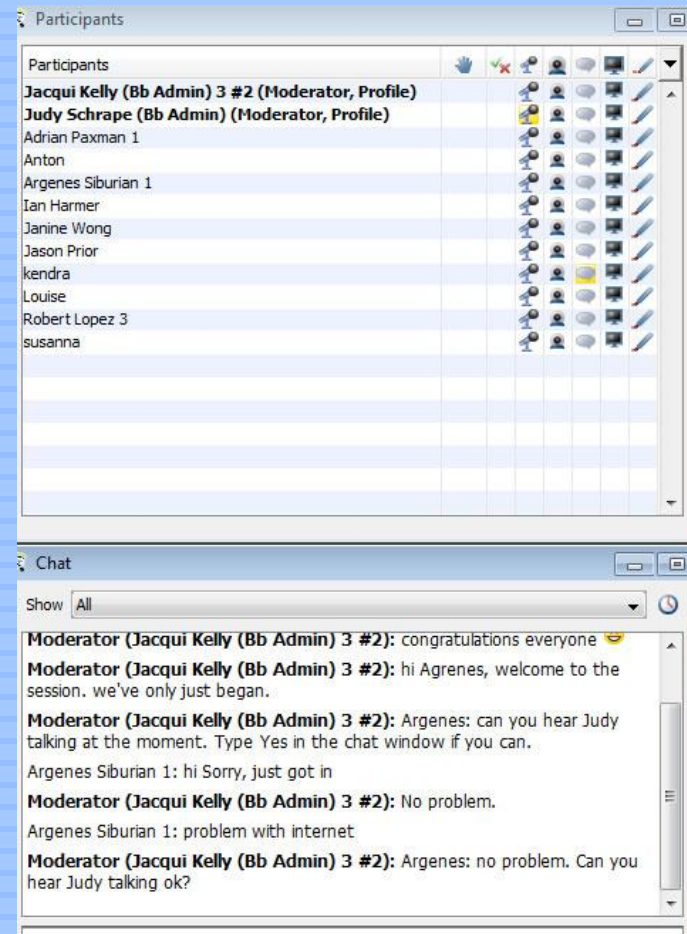 Participants
Participants
Jacqui Kelly (Bb Admin) 3 #2 (Moderator, Profile)
Judy Schrape (Bb Admin) (Moderator, Profile)
Adrian Paxman 1
Anton
Argenes Siburian 1
Ian Harmer
Janine Wong
Jason Prior
kendra
Louise
Robert Lopez 3
susanna
Chat
Show All
Moderator (Jacqui Kelly (Bb Admin) 3 #2): congratulations everyone
Moderator (Jacqui Kelly (Bb Admin) 3 #2): hi Agrenes, welcome to the
session. we've only just began.
Moderator (Jacqui Kelly (Bb Admin) 3 #2): Argenes: can you hear Judy
talking at the moment. Type Yes in the chat window if you can.
Argenes Siburian 1: hi Sorry, just got in
Moderator (Jacqui Kelly (Bb Admin) 3 #2): No problem.
Argenes Siburian 1: problem with internet
Moderator (Jacqui Kelly (Bb Admin) 3 #2): Argenes: no problem. Can you
hear Judy talking ok?